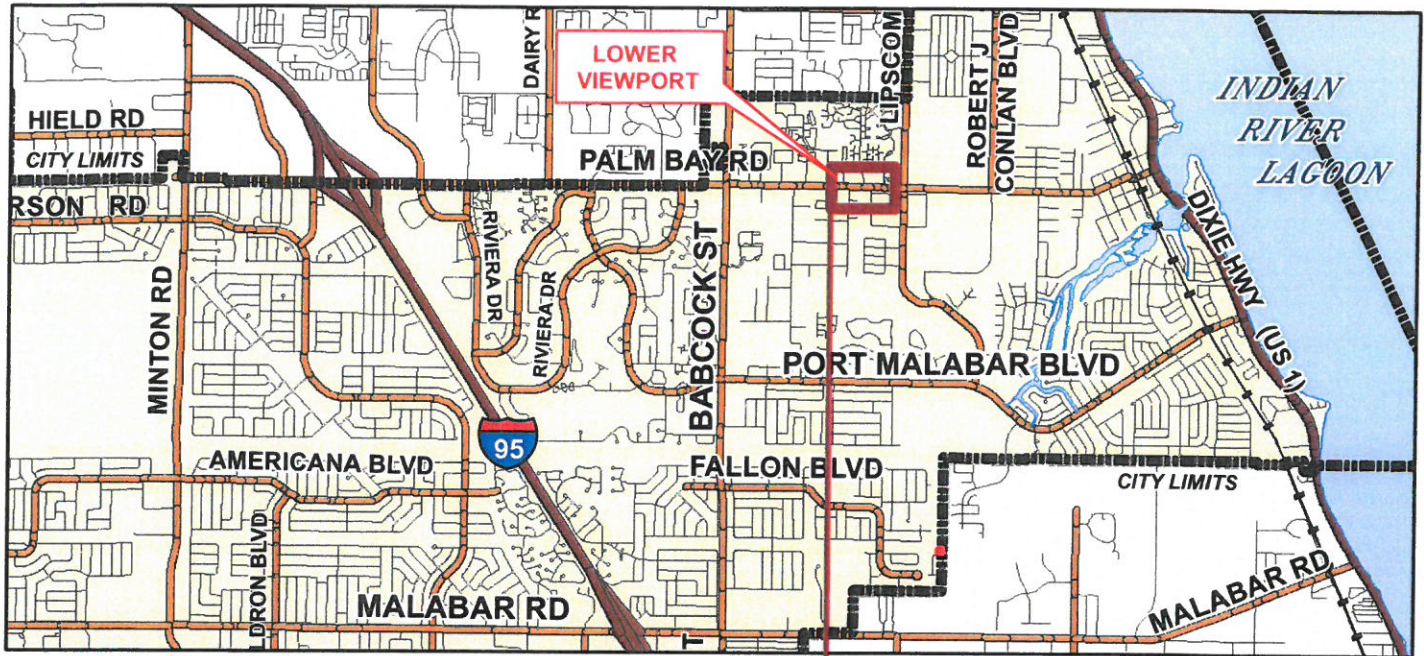 DAIRY R
LOWER
VIEWPORT
LIPSCOM
ROBERT J
CONLAN BLVD
INDIAN
RIVER
LAGOON
HIELD RD
CITY LIMITS
PALM BAY RD
RSON RD
RIVIERA DR
RIVIERA DR
BABCOCK ST
DIXIE HWY (US 1)
MINTON RD
PORT MALABAR BLVD
95
AMERICANA BLVD
FALLON BLVD
CITY LIMITS
LDRON BLVD
MALABAR RD
MALABAR RD
T